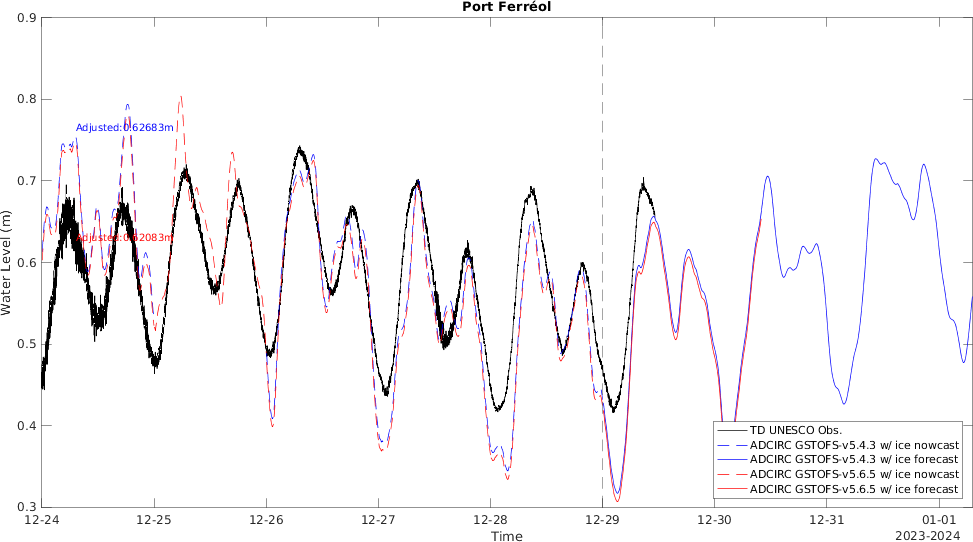 Port Ferréol
0.9
0.8
0.7
0.6
0.5
0.4
0.3
Water Level (m)
Adjusted:0.62683m
Adjusted:0.62083m
TD UNESCO Obs.
ADCIRC GSTOFS-v5.4.3 w/ ice nowcast
ADCIRC GSTOFS-v5.4.3 w/ ice forecast
ADCIRC GSTOFS-v5.6.5 w/ ice nowcast
ADCIRC GSTOFS-v5.6.5 w/ ice forecast
12-24 12-25 12-26 12-27 12-28 12-29 12-30 12-31 01-01
Time
2023-2024